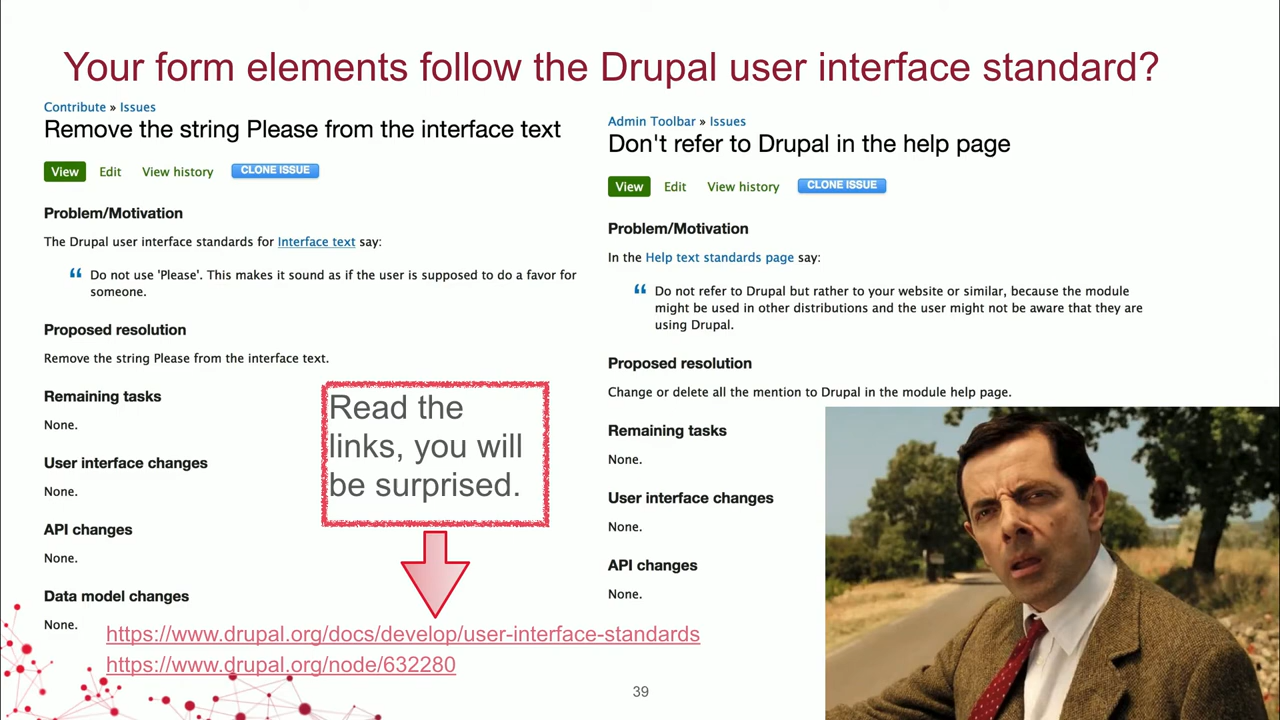 Your form elements follow the Drupal user interface standard?
Contribute » Issues
Remove the string Please from the interface text
View Edit View history CLONE ISSUE
Problem/Motivation
The Drupal user interface standards for Interface text say:
“ Do not use 'Please'. This makes it sound as if the user is supposed to do a favor for
someone.
Proposed resolution
Remove the string Please from the interface text.
Remaining tasks
None.
User interface changes
None.
API changes
None.
Data model changes
None.
Admin Toolbar » Issues
Don't refer to Drupal in the help page
View Edit View history CLONE ISSUE
Problem/Motivation
In the Help text standards page say:
“ Do not refer to Drupal but rather to your website or similar, because the module
might be used in other distributions and the user might not be aware that they are
using Drupal.
Proposed resolution
Change or delete all the mention to Drupal in the module help page.
Remaining tasks
None.
User interface changes
None.
API changes
None.
Read the
links, you will
be surprised.
https://www.drupal.org/docs/develop/user-interface-standards
https://www.drupal.org/node/632280
39